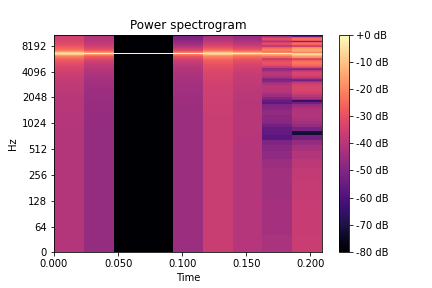 Power spectrogram
Hz
8192
4096
2048
1024
512
256
128
64
0
0.000 0.050 0.100 0.150 0.200
Time
+0 dB
-10 dB
-20 dB
-30 dB
-40 dB
-50 dB
-60 dB
-70 dB
-80 dB